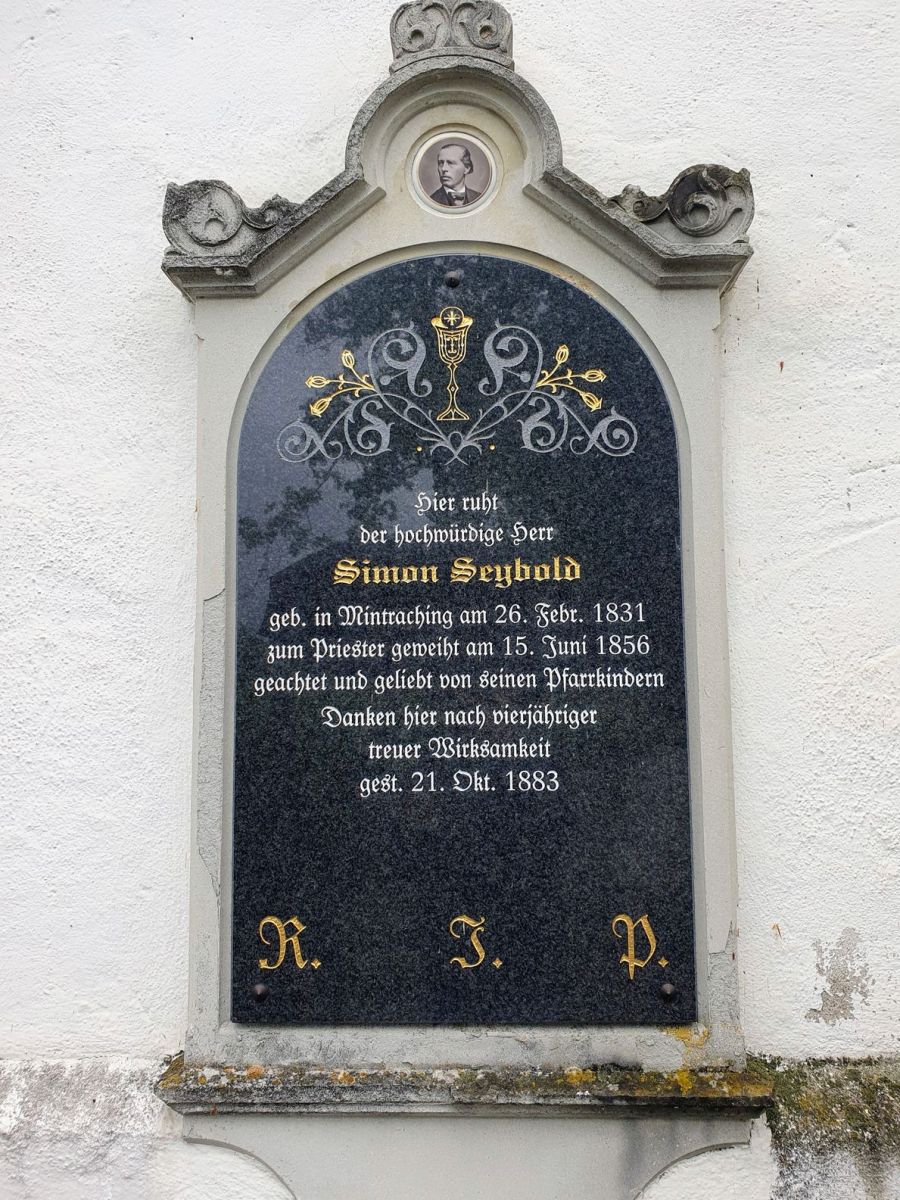 Hier ruht
der hochwürdige Herr
Simon Seybold
geb. in Mintraching am 26. Febr. 1831
zum Priester geweiht am 15. Juni 1856
geachtet und geliebt von seinen Pfarrkindern
Danken hier nach vierjähriger
treuer Wirksamkeit
gest. 21. Okt. 1883
R. I. P.